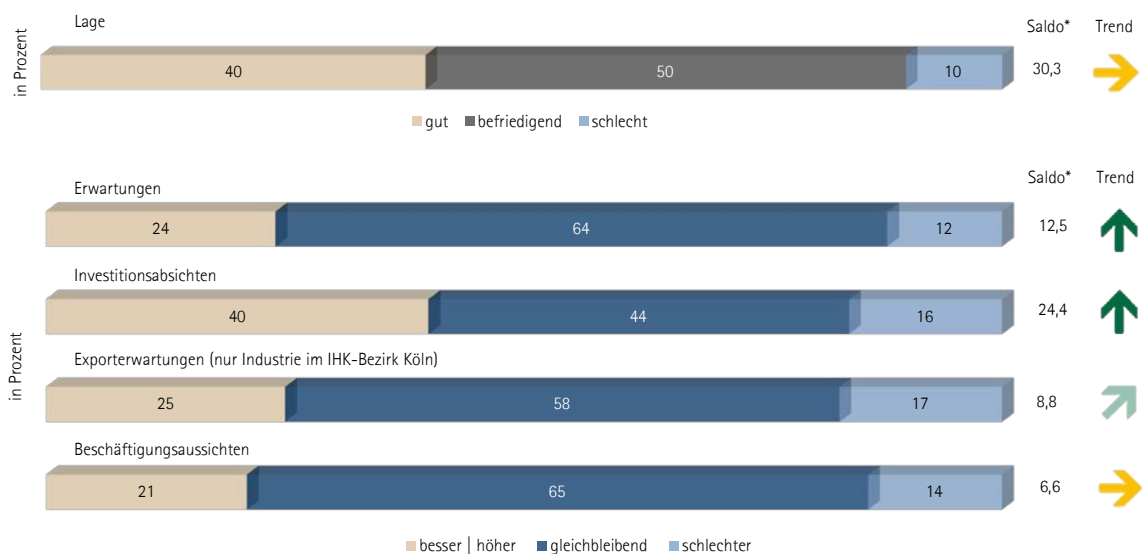 Lage
Saldo* Trend
in Prozent
40 50 10 30,3
gut befriedigend schlecht
Saldo* Trend
Erwartungen
24 64 12 12,5
Investitionsabsichten
40 44 16 24,4
in Prozent
Exporterwartungen (nur Industrie im IHK-Bezirk Köln)
25 58 17 8,8
Beschäftigungsaussichten
21 65 14 6,6
besser | höher gleichbleibend schlechter